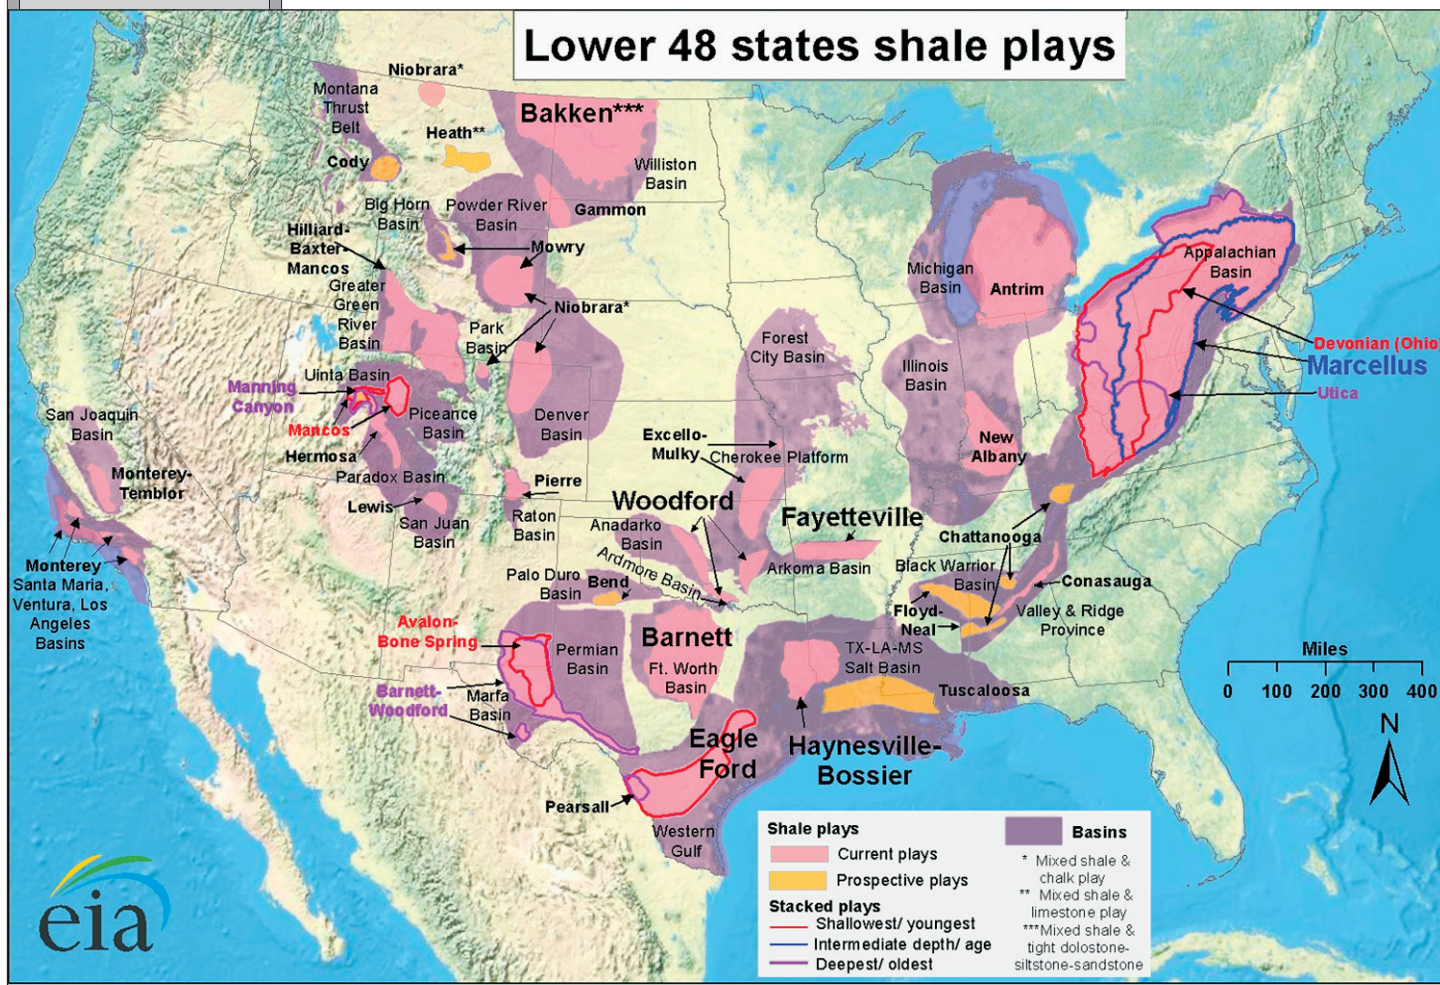 Lower 48 states shale plays
Niobrara*
Montana
Thrust
Belt
Bakken***
Heath**
Cody
Williston
Basin
Big Horn
Basin
Powder River
Basin
Gammon
Hilliard-
Baxter-
Mancos
Mowry
Greater
Green
River
Basin
Niobrara*
Park
Basin
Michigan
Basin
Antrim
Appalachian
Basin
Devonian (Ohio)
Marcellus
Utica
Forest
City Basin
Illinois
Basin
Uinta Basin
Manning
Canyon
Mancos
Piceance
Basin
Denver
Basin
San Joaquin
Basin
Hermosa
Excello-
Mulky
Cherokee Platform
New
Albany
Monterey-
Temblor
Paradox Basin
Pierre
Lewis
San Juan
Basin
Raton
Basin
Woodford
Anadarko
Basin
Fayetteville
Chattanooga
Monterey
Santa Maria,
Ventura, Los
Angeles
Basins
Ardmore Basin
Arkoma Basin
Black Warrior
Basin
Palo Duro
Basin
Bend
Conasauga
Floyd-
Neal
Valley & Ridge
Province
Avalon-
Bone Spring
Permian
Basin
Barnett
Ft. Worth
Basin
TX-LA-MS
Salt Basin
Tuscaloosa
Barnett-
Woodford
Marfa
Basin
Eagle
Ford
Haynesville-
Bossier
Pearsall
Western
Gulf
Miles
0 100 200 300 400
N
Shale plays
Current plays
Prospective plays
Stacked plays
Shallowest/ youngest
Intermediate depth/ age
Deepest/ oldest
Basins
* Mixed shale &
chalk play
** Mixed shale &
limestone play
***Mixed shale &
tight dolostone-
siltstone-sandstone
eia